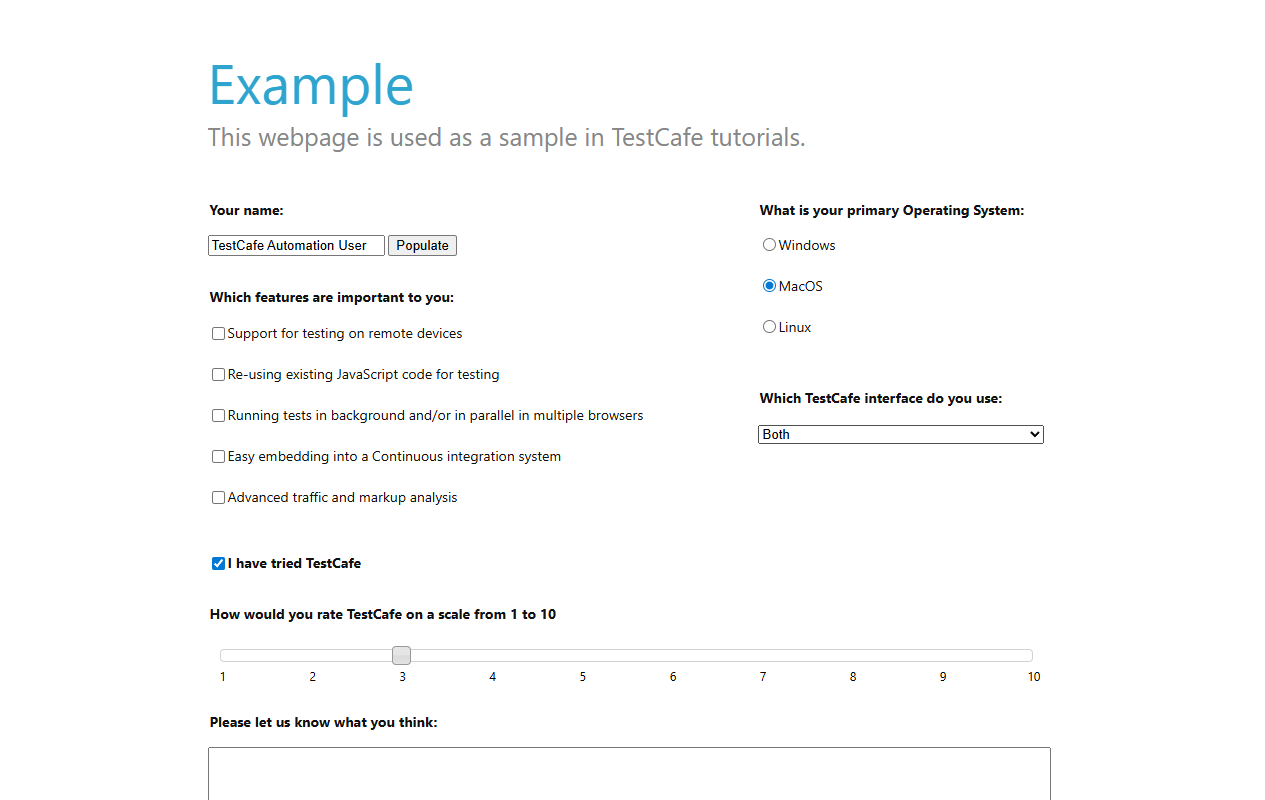 Example
This webpage is used as a sample in TestCafe tutorials.
Your name:
TestCafe Automation User Populate
Which features are important to you:
Support for testing on remote devices
Re-using existing JavaScript code for testing
Running tests in background and/or in parallel in multiple browsers
Easy embedding into a Continuous integration system
Advanced traffic and markup analysis
What is your primary Operating System:
Windows
MacOS
Linux
Which TestCafe interface do you use:
Both
I have tried TestCafe
How would you rate TestCafe on a scale from 1 to 10
1 2 3 4 5 6 7 8 9 10
Please let us know what you think: